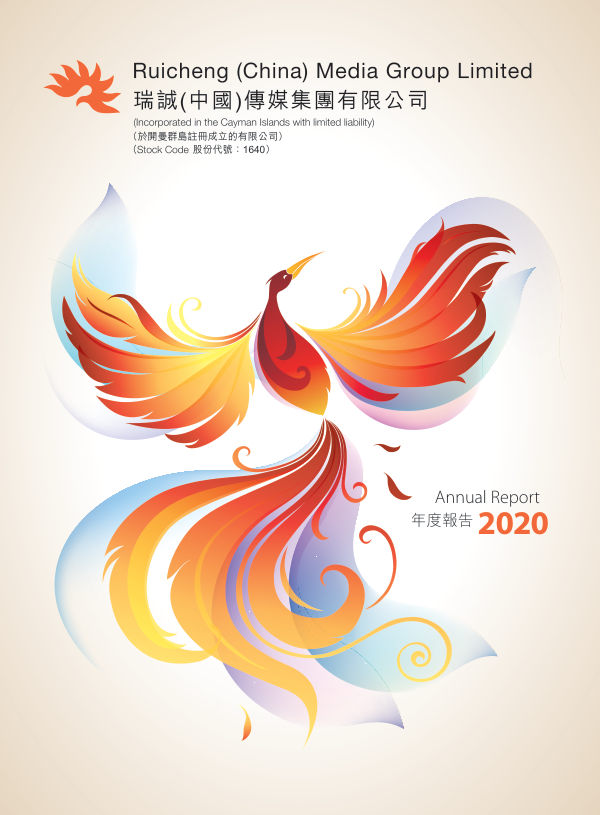 Ruicheng (China) Media Group Limited
瑞誠(中國)傳媒集團有限公司
(Incorporated in the Cayman Islands with limited liability)
(於開曼群島註冊成立的有限公司)
(Stock Code 股份代號：1640)
Annual Report
年度報告 2020